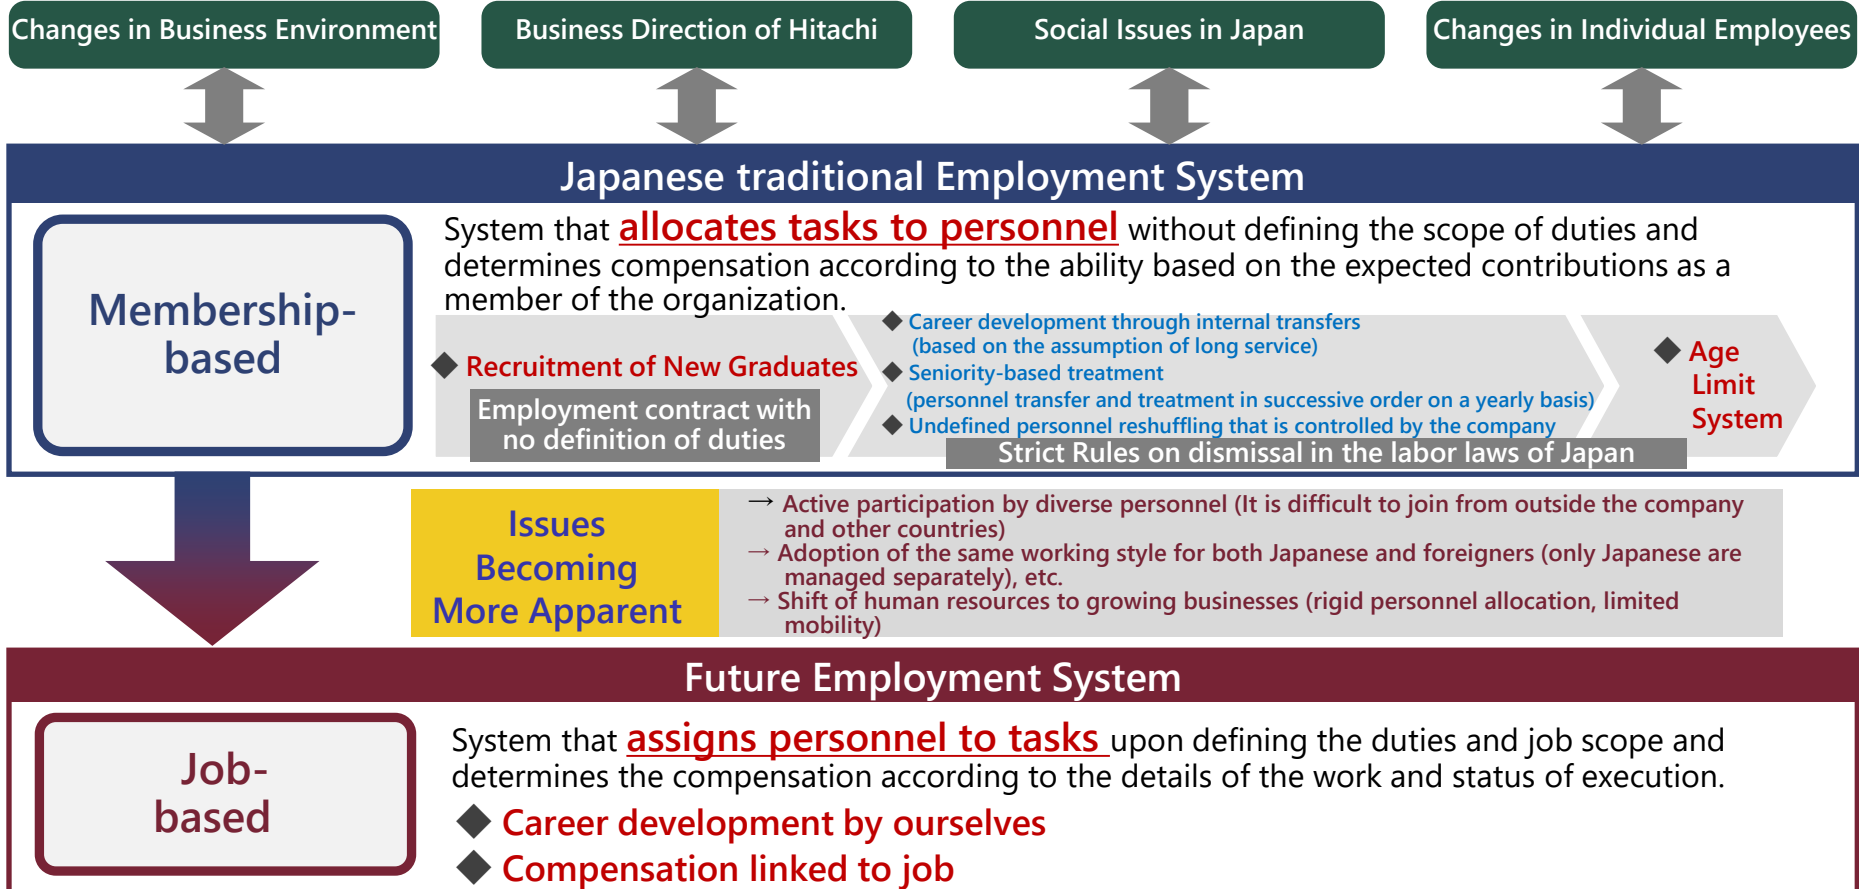 Changes in Business Environment
Business Direction of Hitachi
Social Issues in Japan
Changes in Individual Employees
Japanese traditional Employment System
Membership-
based
System that allocates tasks to personnel without defining the scope of duties and
determines compensation according to the ability based on the expected contributions as a
member of the organization.
◆ Recruitment of New Graduates
Employment contract with
no definition of duties
◆ Career development through internal transfers
(based on the assumption of long service)
◆ Seniority-based treatment
(personnel transfer and treatment in successive order on a yearly basis)
◆ Undefined personnel reshuffling that is controlled by the company
Strict Rules on dismissal in the labor laws of Japan
◆ Age
Limit
System
Issues
Becoming
More Apparent
→ Active participation by diverse personnel (It is difficult to join from outside the company
and other countries)
→ Adoption of the same working style for both Japanese and foreigners (only Japanese are
managed separately), etc.
→ Shift of human resources to growing businesses (rigid personnel allocation, limited
mobility)
Future Employment System
Job-
based
System that assigns personnel to tasks upon defining the duties and job scope and
determines the compensation according to the details of the work and status of execution.
◆ Career development by ourselves
◆ Compensation linked to job